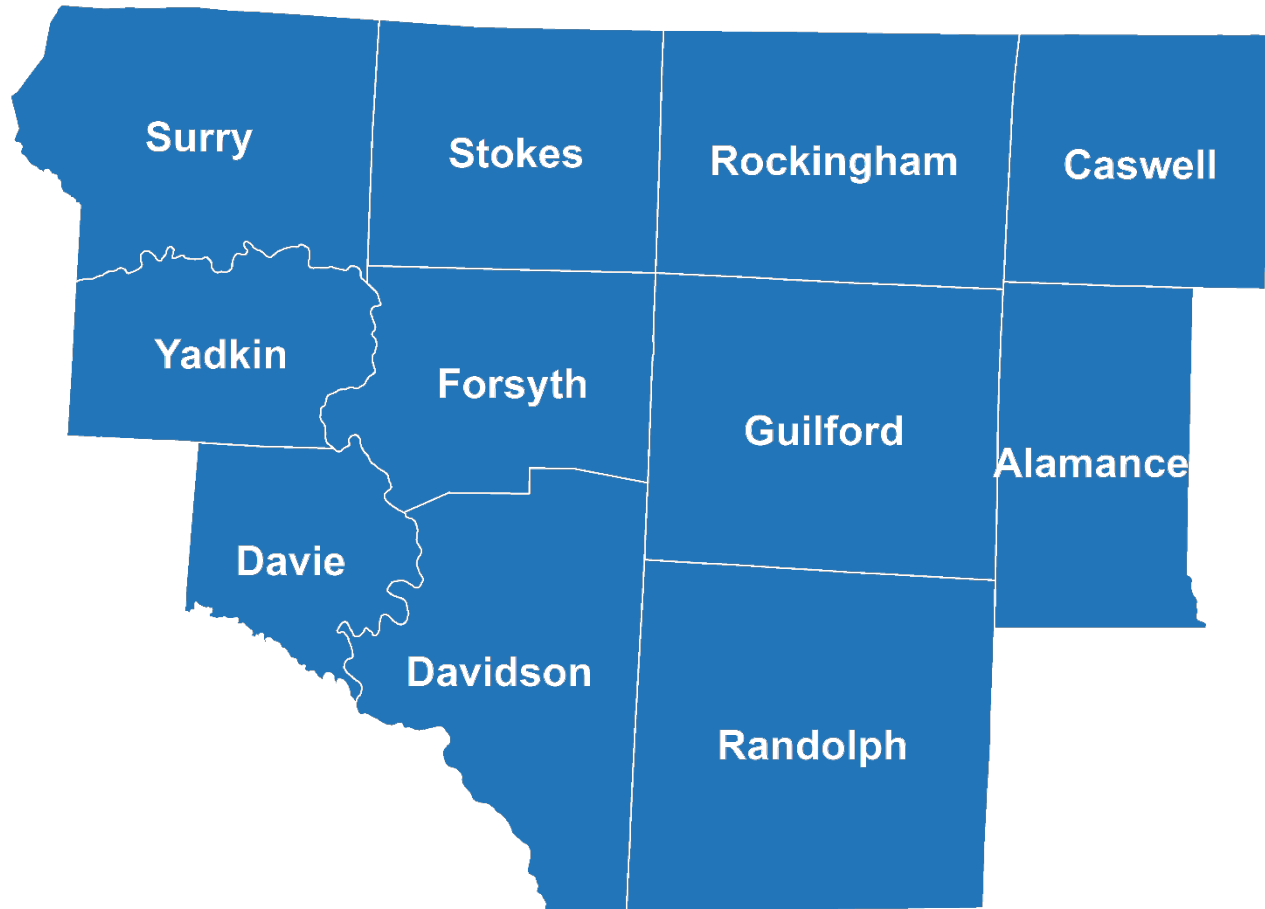 Surry
Stokes
Rockingham
Caswell
Yadkin
Forsyth
Guilford
Alamance
Davie
Davidson
Randolph